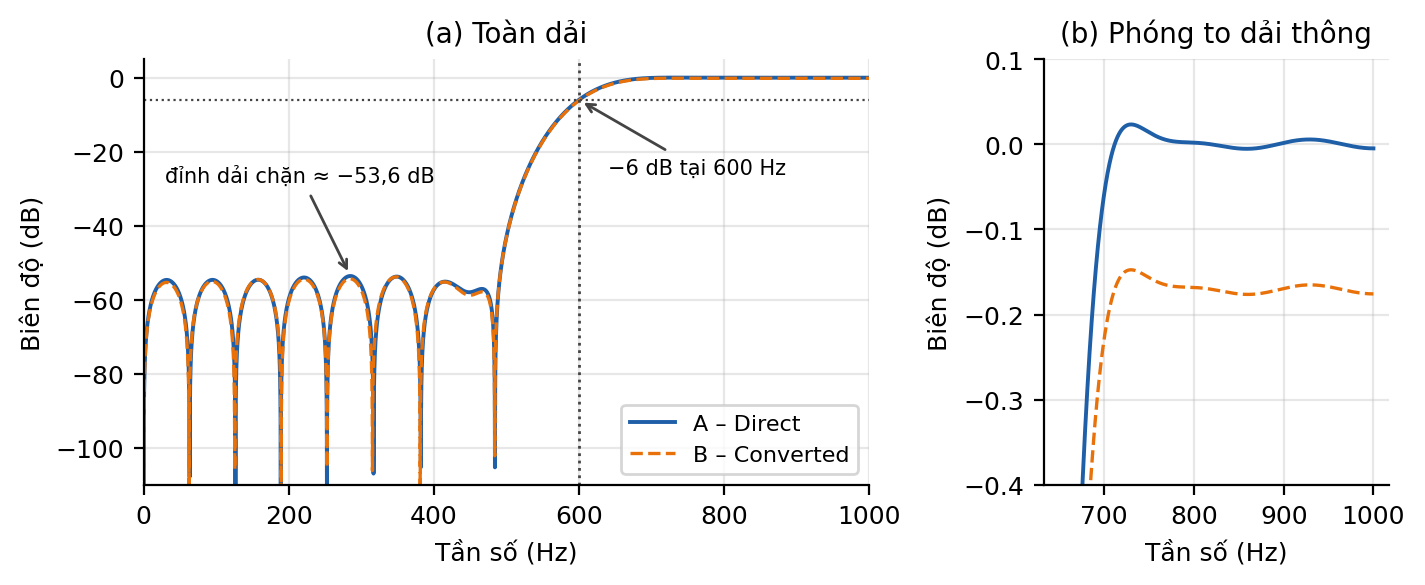 (a) Toàn dải
0
−20
−40
−60
−80
−100
Biên độ (dB)
đỉnh dải chặn ≈ −53,6 dB
−6 dB tại 600 Hz
A – Direct
B – Converted
0 200 400 600 800 1000
Tần số (Hz)
(b) Phóng to dải thông
0.1
0.0
−0.1
−0.2
−0.3
−0.4
Biên độ (dB)
700 800 900 1000
Tần số (Hz)